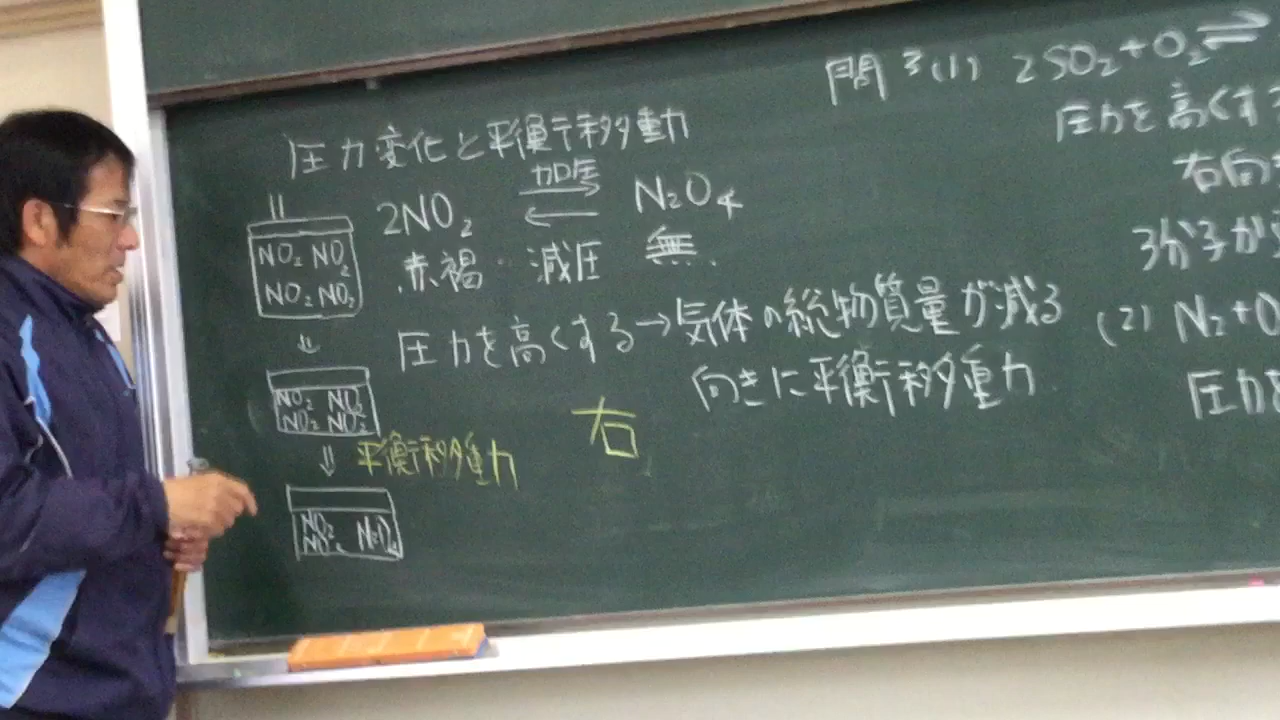 圧力変化と平衡移動
2NO₂ 加圧 ⇄ N₂O₄
赤褐 減圧 無
NO₂ NO₂
NO₂ NO₂
⇓
圧力を高くする→気体の総物質量が減る
向きに平衡移動
NO₂ NO₂
NO₂ NO₂
右
⇓ 平衡移動
NO₂
NO₂ N₂O₄
問3(1) 2SO₂+O₂⇄
圧力を高くす
右向
3分子が
(2) N₂+O
圧力